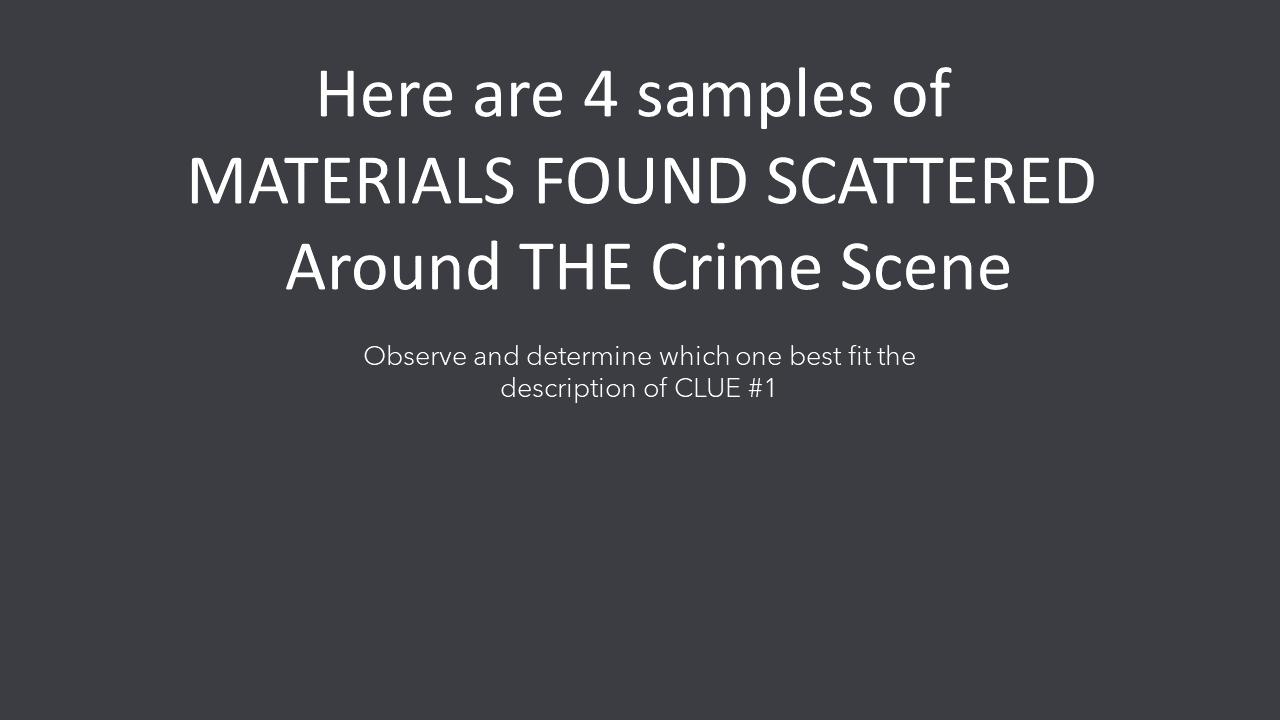 Here are 4 samples of
MATERIALS FOUND SCATTERED
Around THE Crime Scene
Observe and determine which one best fit the
description of CLUE #1